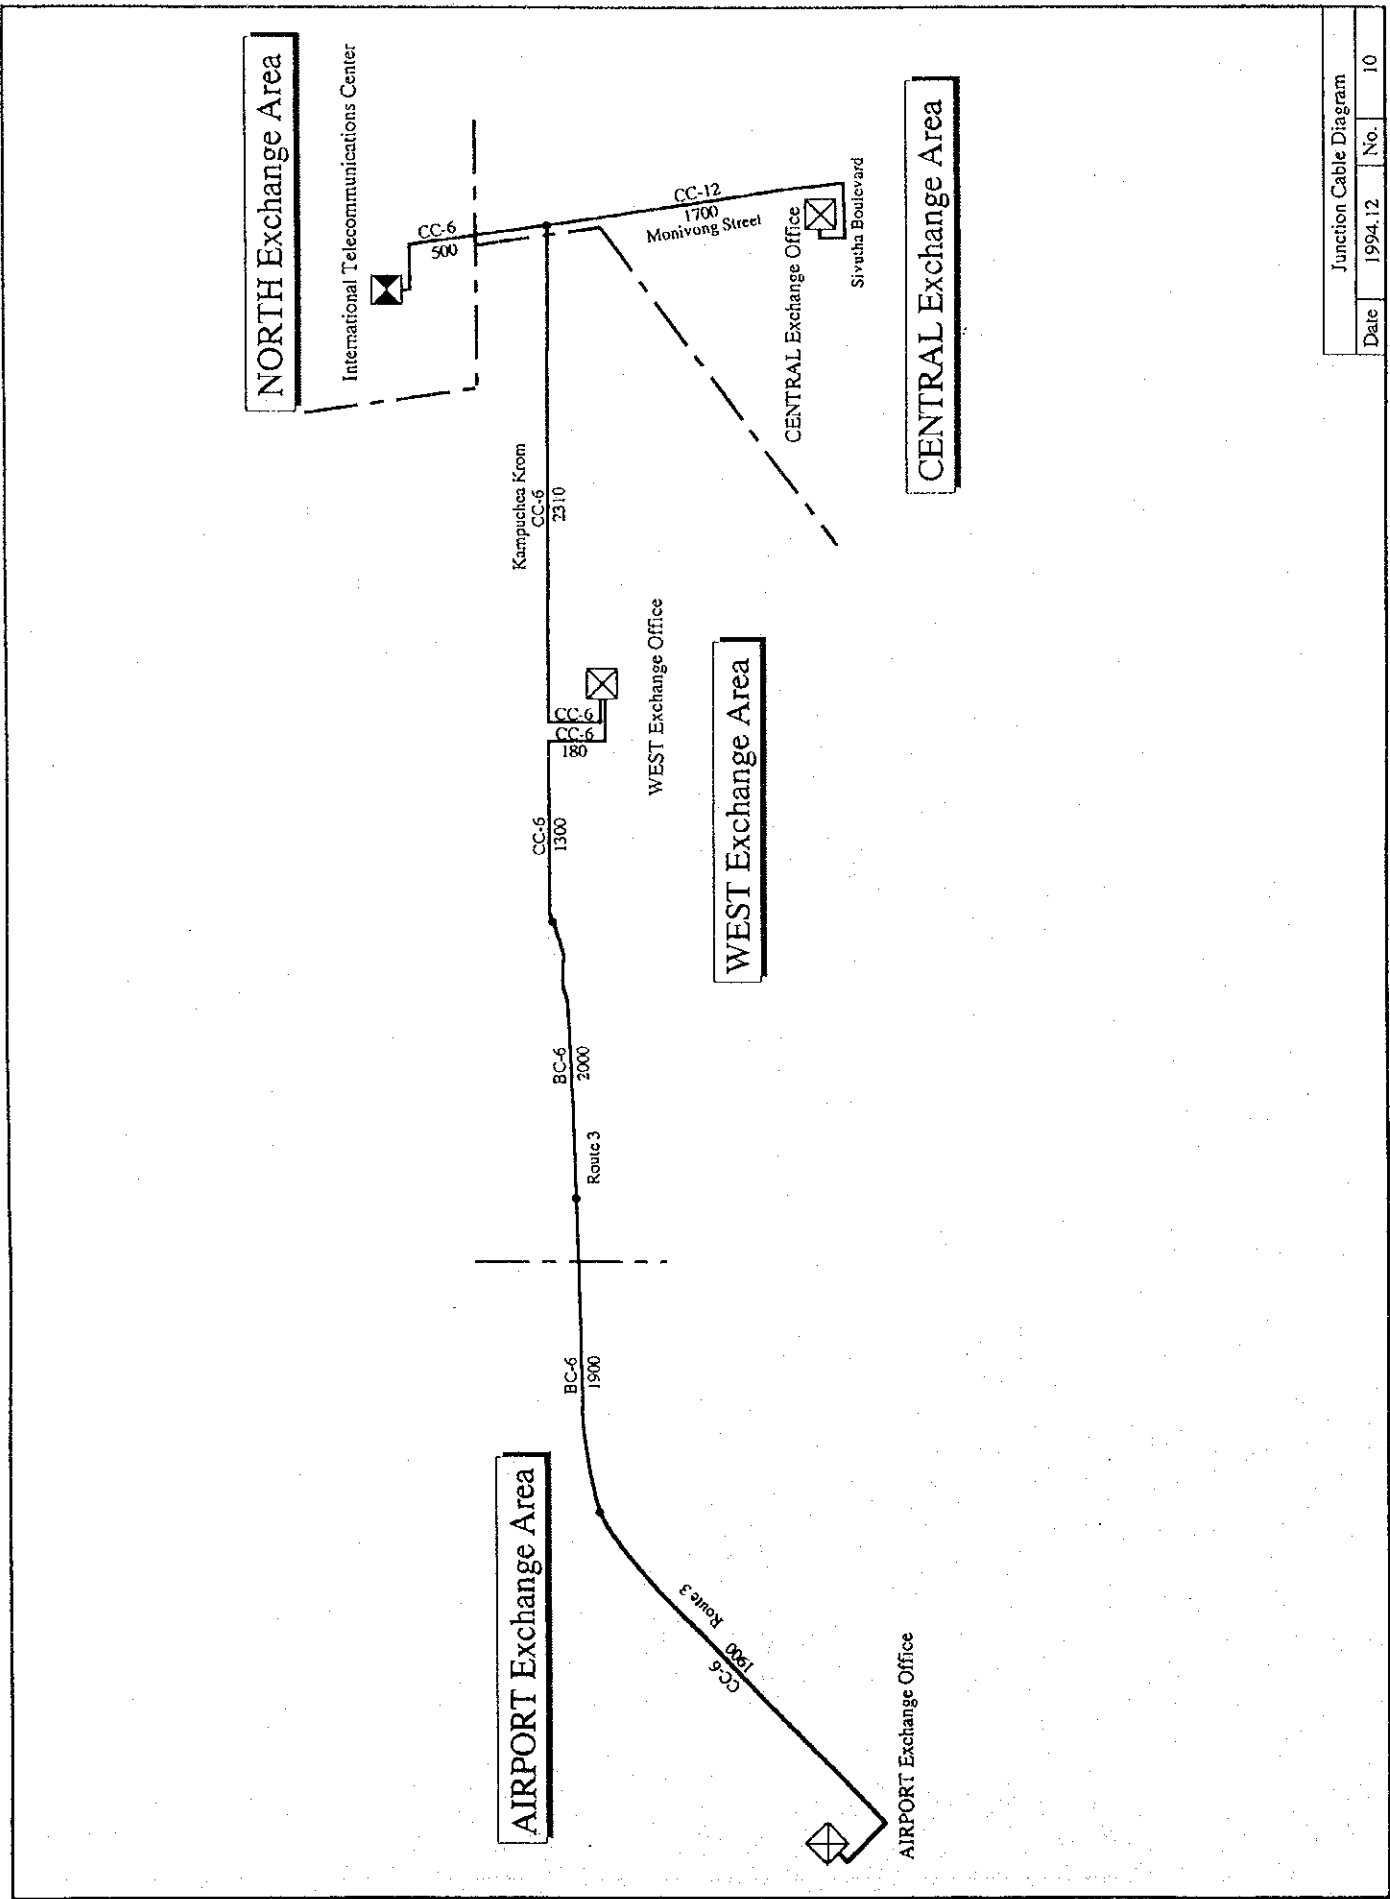 NORTH Exchange Area
International Telecommunications Center
CC-6
500
CC-12
1700
Monivong Street
CENTRAL Exchange Office
Sivutha Boulevard
CENTRAL Exchange Area
Kampuchea Krom
CC-6
2310
CC-6
CC-6
180
WEST Exchange Office
WEST Exchange Area
CC-6
1300
BC-6
2000
Route 3
BC-6
1900
AIRPORT Exchange Area
Route 3
1900
CC-6
AIRPORT Exchange Office
Junction Cable Diagram
Date 1994.12 No. 10